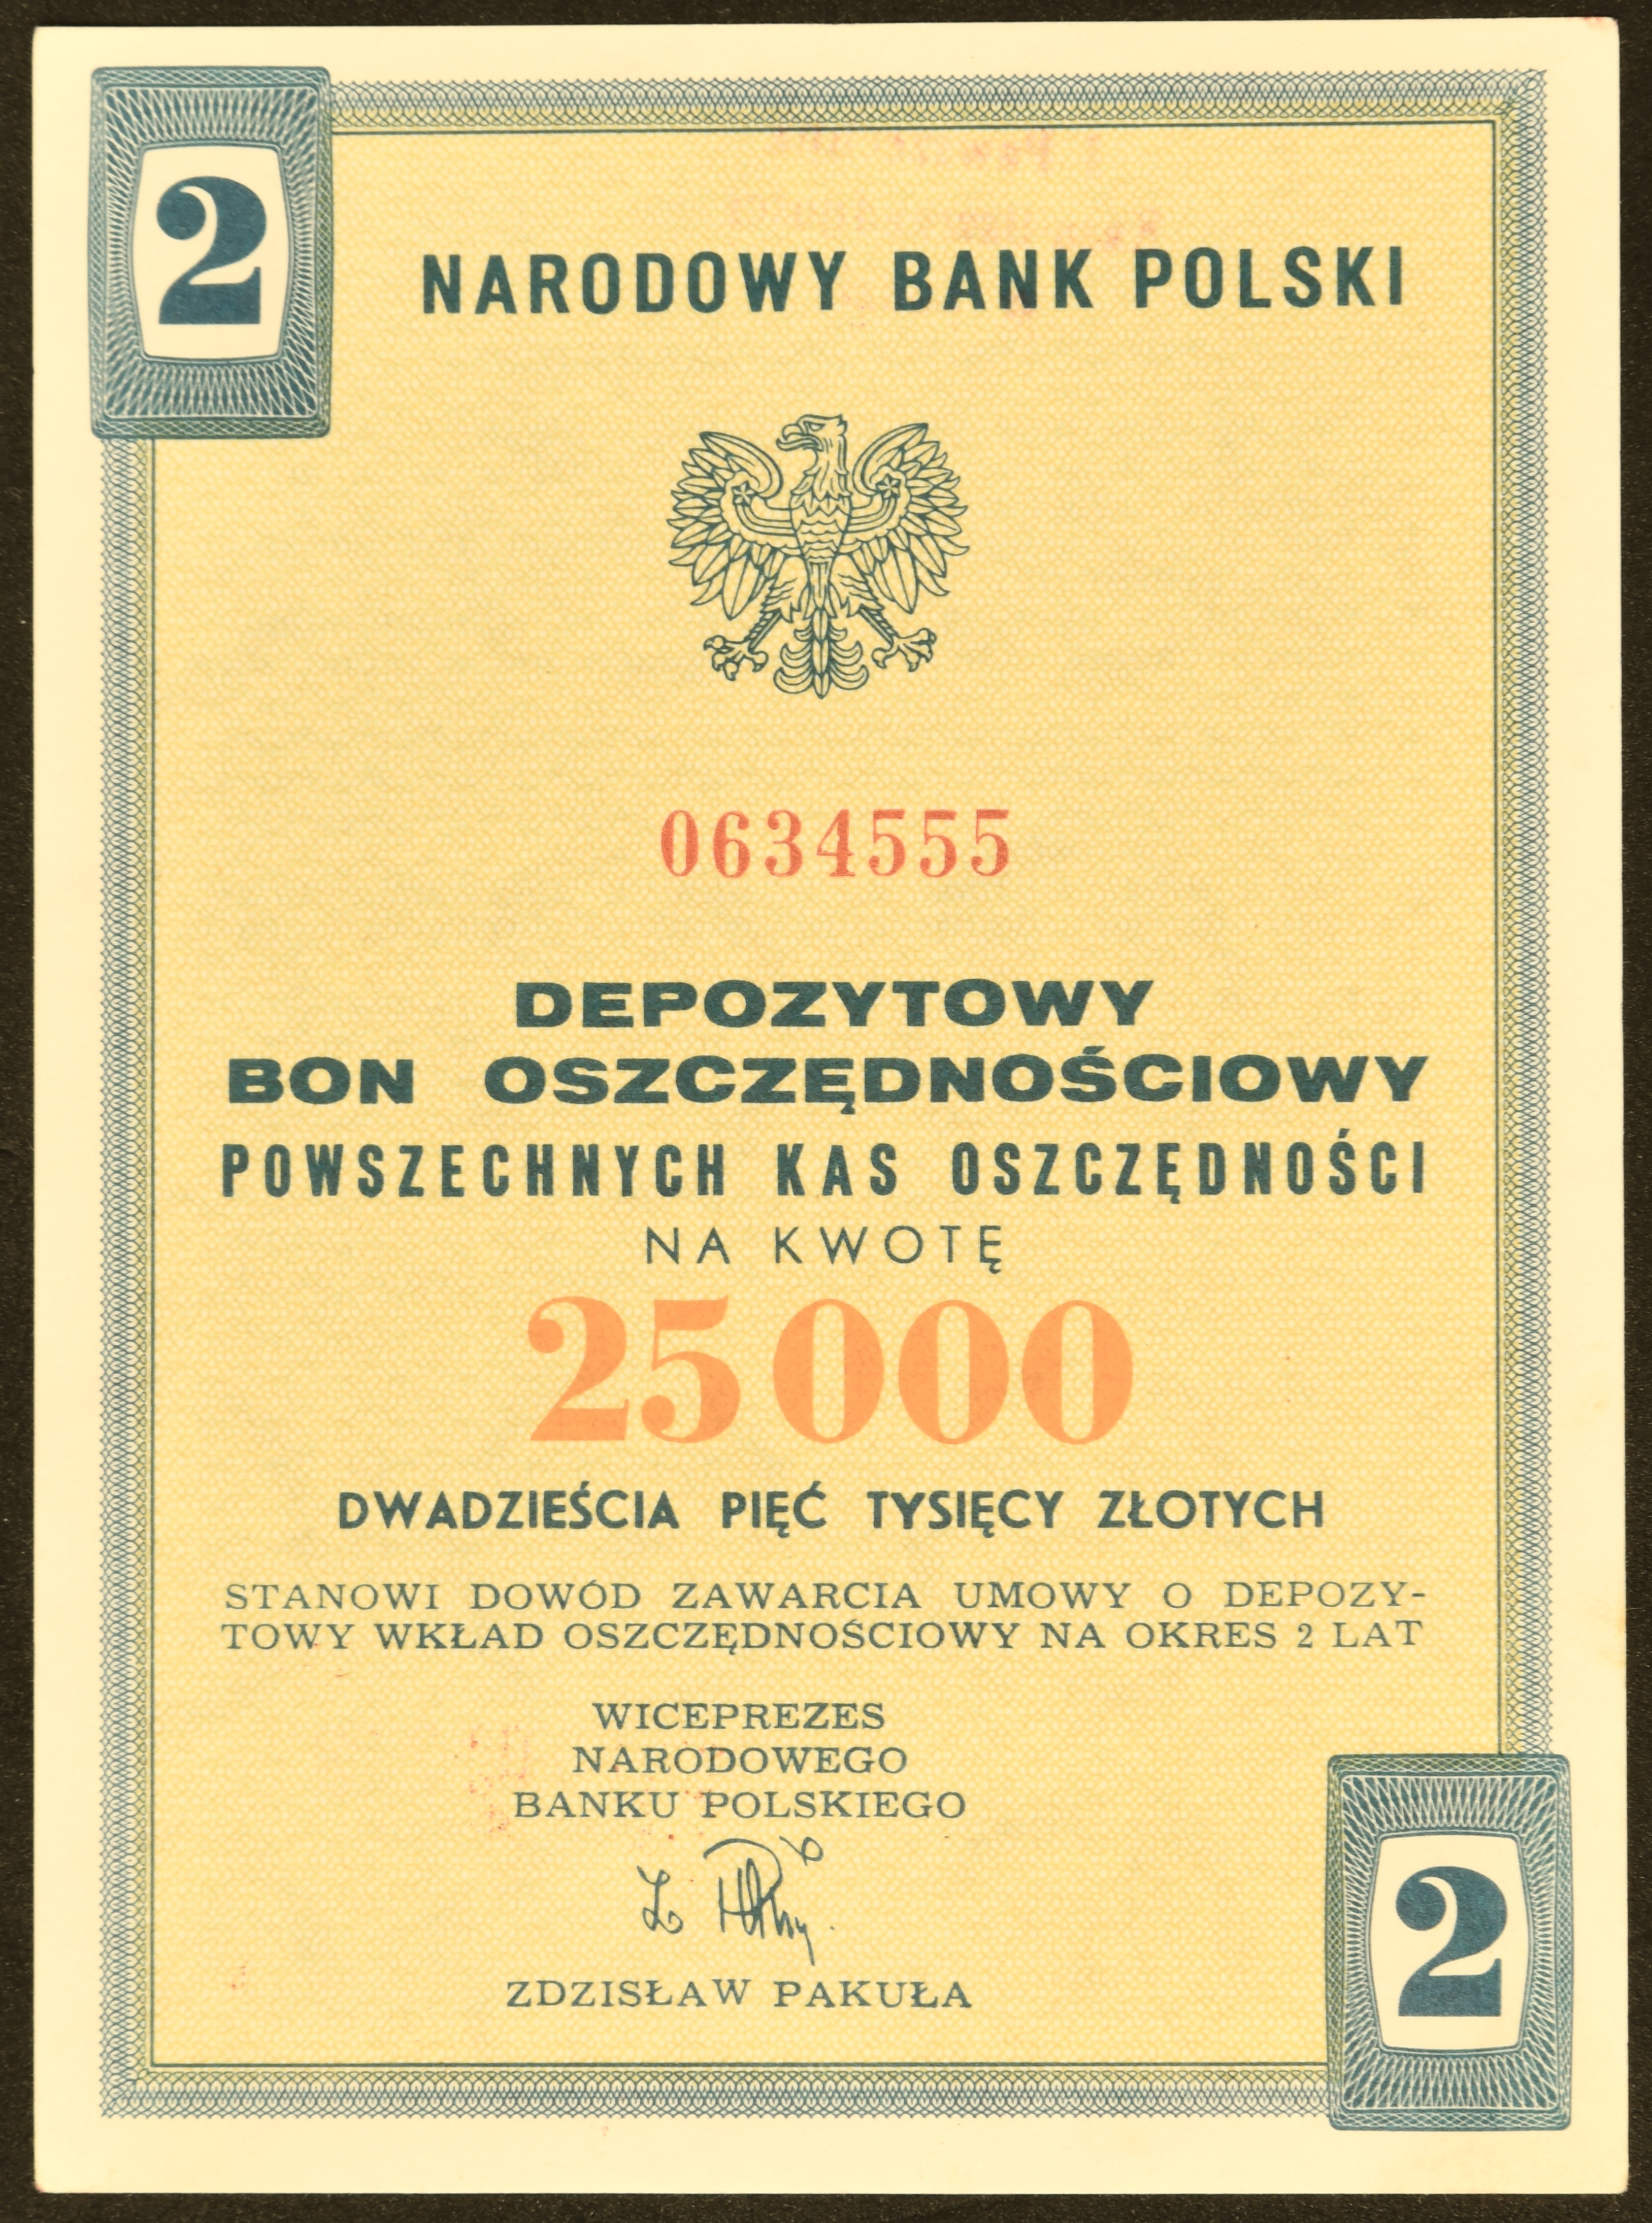 2
NARODOWY BANK POLSKI
0634555
DEPOZYTOWY
BON OSZCZĘDNOŚCIOWY
POWSZECHNYCH KAS OSZCZĘDNOŚCI
NA KWOTĘ
25000
DWADZIEŚCIA PIĘĆ TYSIĘCY ZŁOTYCH
STANOWI DOWÓD ZAWARCIA UMOWY O DEPOZY-
TOWY WKŁAD OSZCZĘDNOŚCIOWY NA OKRES 2 LAT
WICEPREZES
NARODOWEGO
BANKU POLSKIEGO
ZDZISŁAW PAKUŁA
2